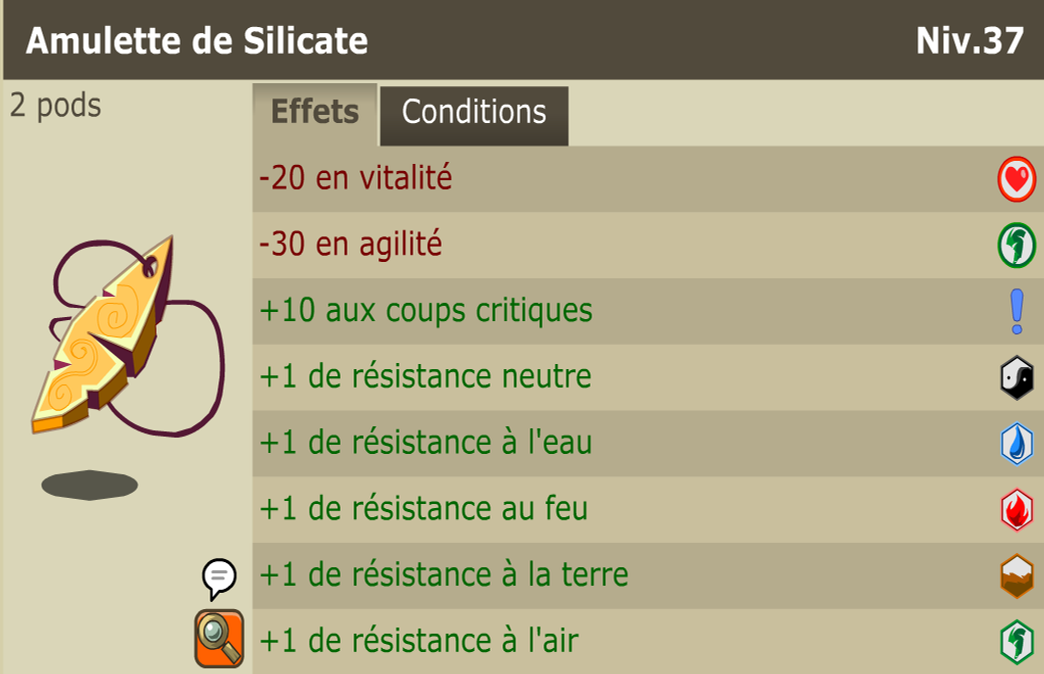 Amulette de Silicate
Niv.37
2 pods
Effets
Conditions
-20 en vitalité
-30 en agilité
+10 aux coups critiques
+1 de résistance neutre
+1 de résistance à l'eau
+1 de résistance au feu
+1 de résistance à la terre
+1 de résistance à l'air